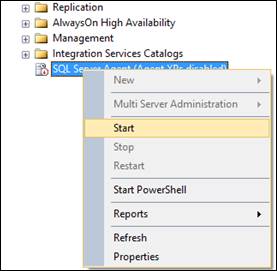 Replication
AlwaysOn High Availability
Management
Integration Services Catalogs
SQL Server Agent (Agent XPs disabled)
New
Multi Server Administration
Start
Stop
Restart
Start PowerShell
Reports
Refresh
Properties